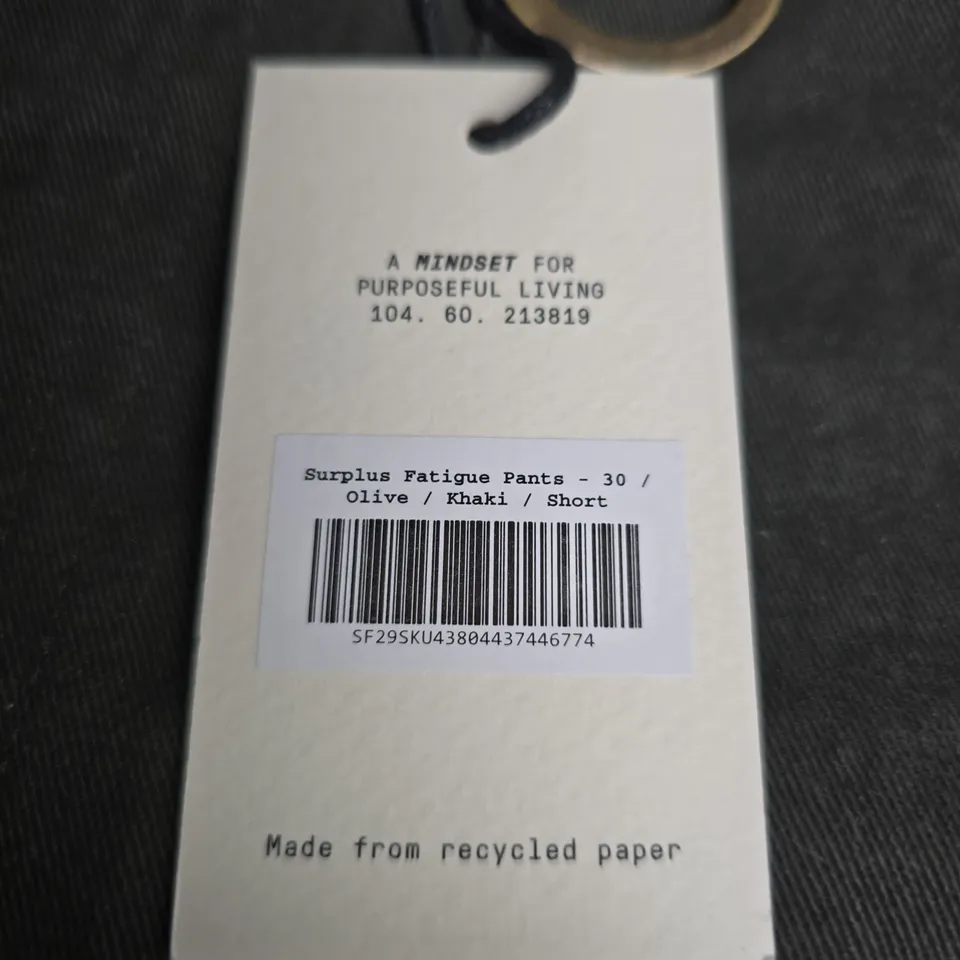 A MINDSET FOR
PURPOSEFUL LIVING
104. 60. 213819
Surplus Fatigue Pants - 30 /
Olive / Khaki / Short
SF29SKU43804437446774
Made from recycled paper